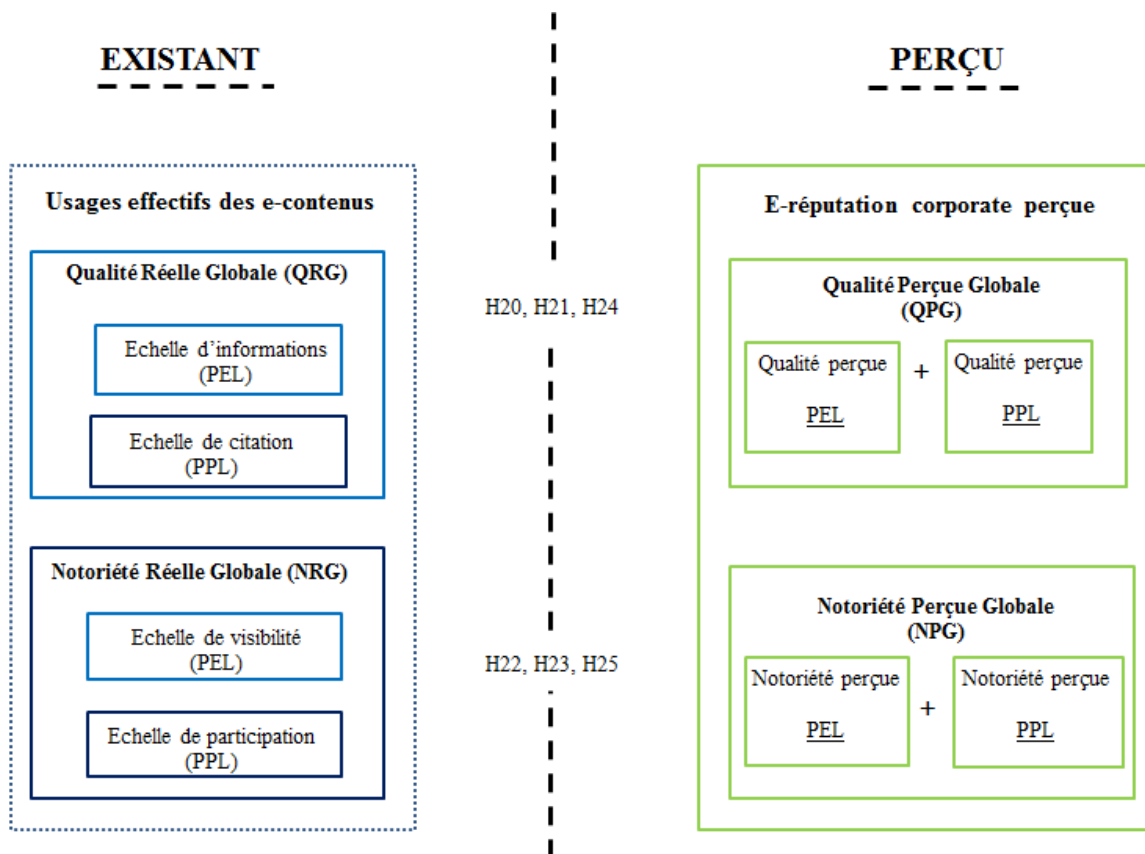 EXISTANT
PERÇU
Usages effectifs des e-contenus
Qualité Réelle Globale (QRG)
Echelle d'informations
(PEL)
Echelle de citation
(PPL)
Notoriété Réelle Globale (NRG)
Echelle de visibilité
(PEL)
Echelle de participation
(PPL)
H20, H21, H24
H22, H23, H25
E-réputation corporate perçue
Qualité Perçue Globale
(QPG)
Qualité perçue
PEL
+
Qualité perçue
PPL
Notoriété Perçue Globale
(NPG)
Notoriété perçue
PEL
+
Notoriété perçue
PPL